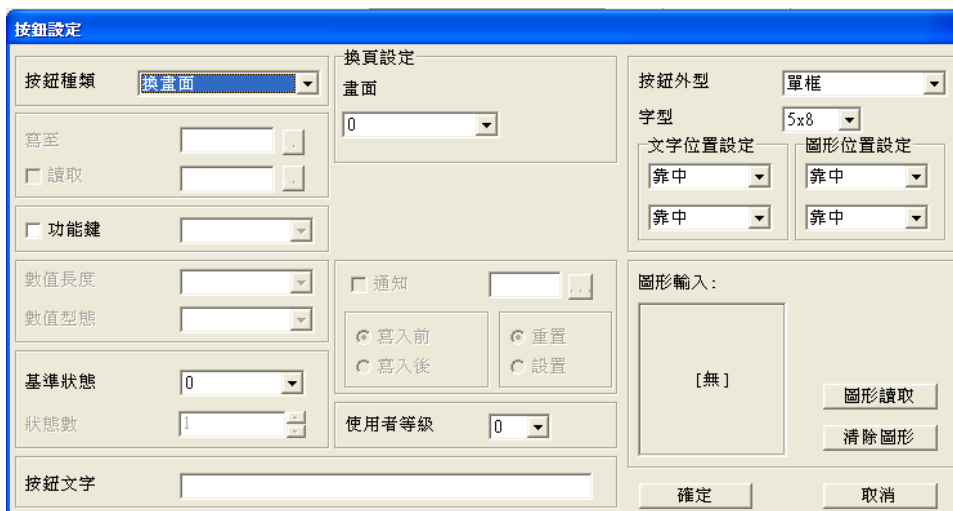 按鈕設定
按鈕種類
換畫面
寫至
.
讀取
.
功能鍵
數值長度
數值型態
基準狀態
0
狀態數
1
按鈕文字
換頁設定
畫面
0
通知
...
寫入前
寫入後
重置
設置
使用者等級
0
按鈕外型
單框
字型
5x8
文字位置設定
靠中
靠中
圖形位置設定
靠中
靠中
圖形輸入:
[無]
圖形讀取
清除圖形
確定
取消